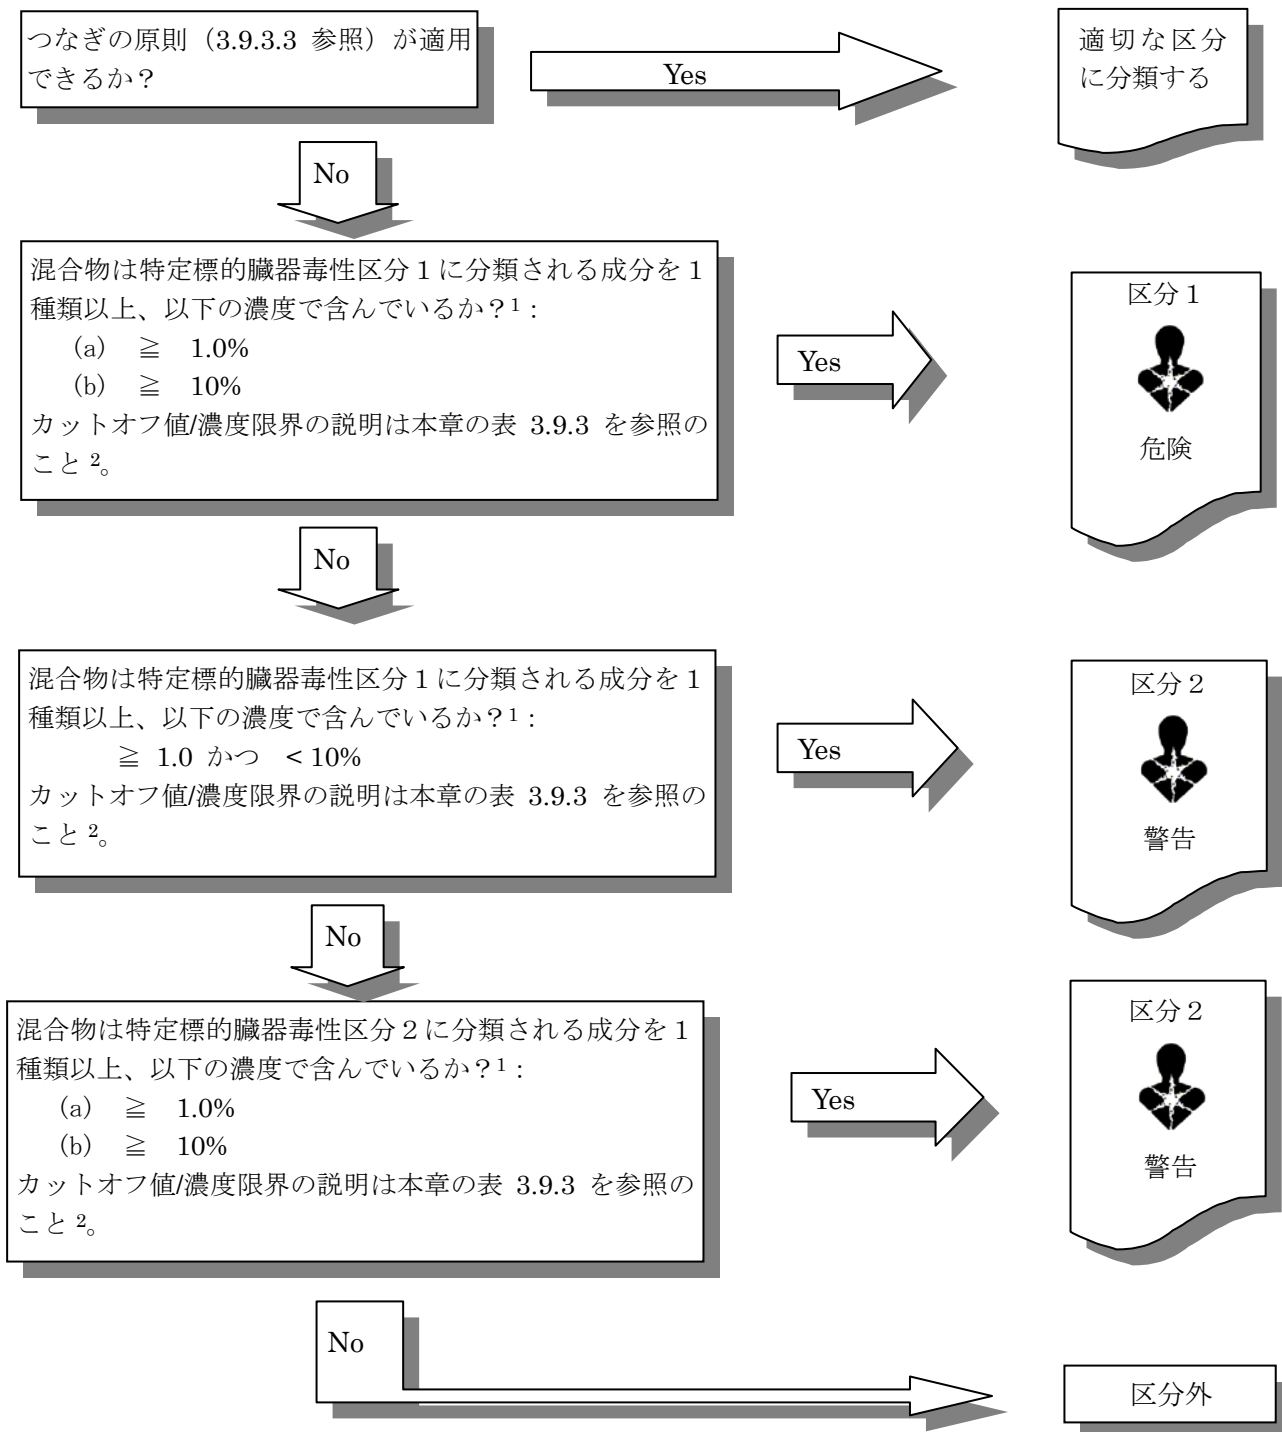 つなぎの原則（3.9.3.3 参照）が適用
できるか？
Yes
適切な区分
に分類する
No
混合物は特定標的臓器毒性区分１に分類される成分を１
種類以上、以下の濃度で含んでいるか？1：
(a) ≧ 1.0%
(b) ≧ 10%
カットオフ値/濃度限界の説明は本章の表 3.9.3 を参照の
こと 2。
Yes
区分１
危険
No
混合物は特定標的臓器毒性区分１に分類される成分を１
種類以上、以下の濃度で含んでいるか？1：
≧ 1.0 かつ ＜10%
カットオフ値/濃度限界の説明は本章の表 3.9.3 を参照の
こと 2。
Yes
区分２
警告
No
混合物は特定標的臓器毒性区分２に分類される成分を１
種類以上、以下の濃度で含んでいるか？1：
(a) ≧ 1.0%
(b) ≧ 10%
カットオフ値/濃度限界の説明は本章の表 3.9.3 を参照の
こと 2。
Yes
区分２
警告
No
区分外